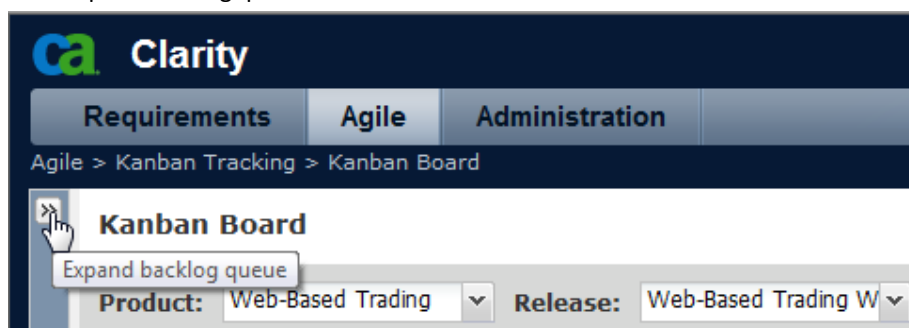 ca Clarity
Requirements Agile Administration
Agile > Kanban Tracking > Kanban Board
Kanban Board
Expand backlog queue
Product: Web-Based Trading Release: Web-Based Trading W